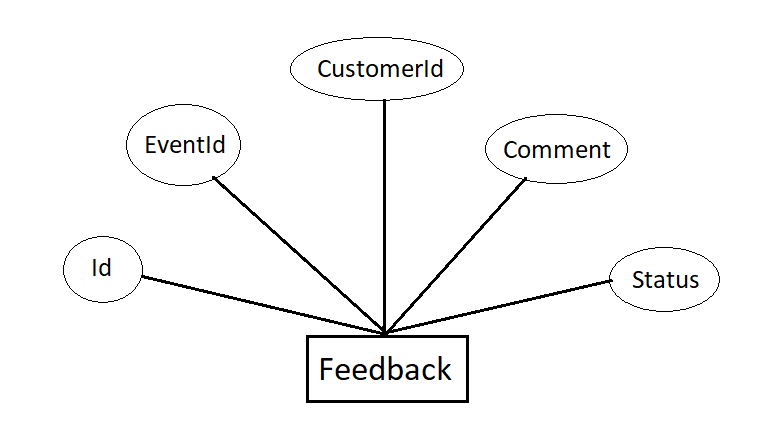 CustomerId
EventId
Comment
Id
Status
Feedback